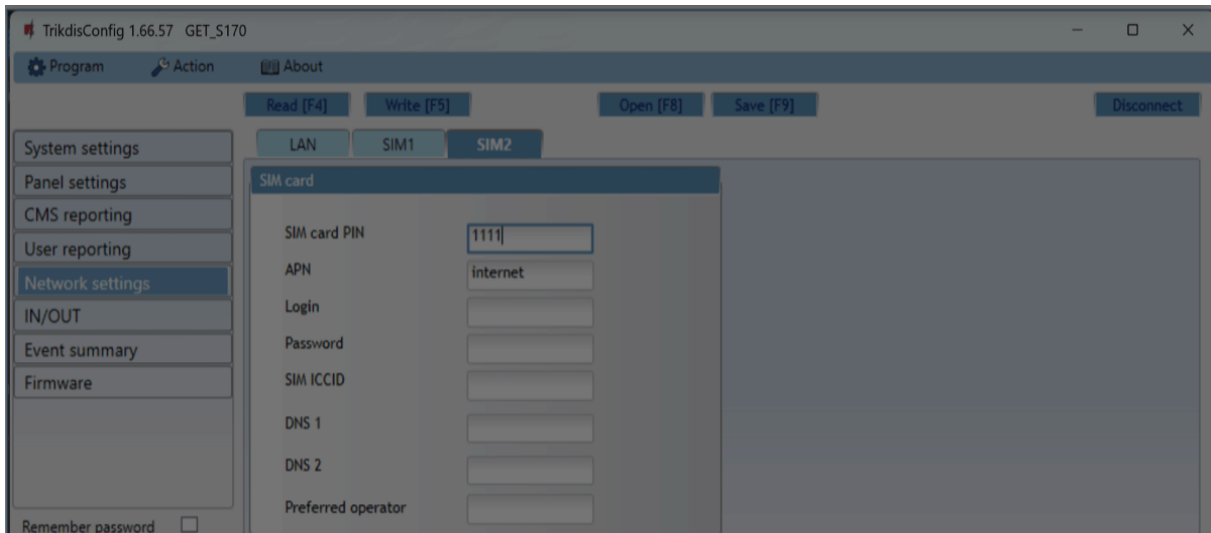 TrikdisConfig 1.66.57 GET_S170
Program Action About
Read [F4] Write [F5] Open [F8] Save [F9] Disconnect
System settings
Panel settings
CMS reporting
User reporting
Network settings
IN/OUT
Event summary
Firmware
Remember password
LAN SIM1 SIM2
SIM card
SIM card PIN 1111
APN internet
Login
Password
SIM ICCID
DNS 1
DNS 2
Preferred operator